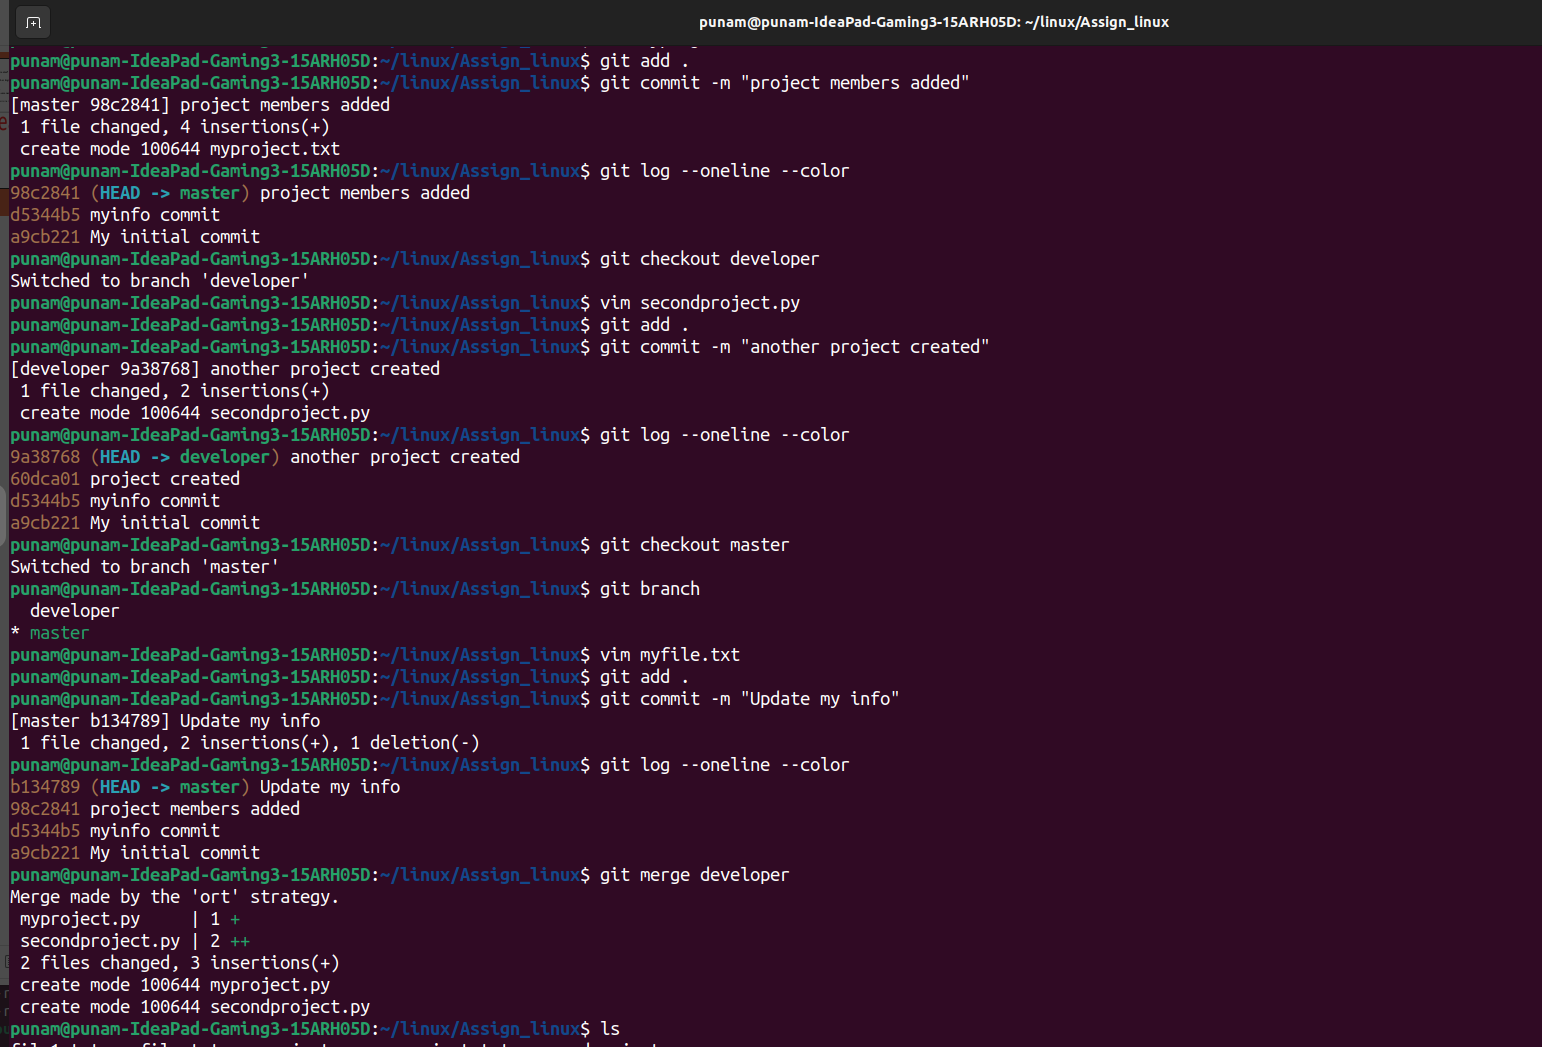 punam@punam-IdeaPad-Gaming3-15ARH05D: ~/linux/Assign_linux
punam@punam-IdeaPad-Gaming3-15ARH05D:~/linux/Assign_linux$ git add .
punam@punam-IdeaPad-Gaming3-15ARH05D:~/linux/Assign_linux$ git commit -m "project members added"
[master 98c2841] project members added
 1 file changed, 4 insertions(+)
 create mode 100644 myproject.txt
punam@punam-IdeaPad-Gaming3-15ARH05D:~/linux/Assign_linux$ git log --oneline --color
98c2841 (HEAD -> master) project members added
d5344b5 myinfo commit
a9cb221 My initial commit
punam@punam-IdeaPad-Gaming3-15ARH05D:~/linux/Assign_linux$ git checkout developer
Switched to branch 'developer'
punam@punam-IdeaPad-Gaming3-15ARH05D:~/linux/Assign_linux$ vim secondproject.py
punam@punam-IdeaPad-Gaming3-15ARH05D:~/linux/Assign_linux$ git add .
punam@punam-IdeaPad-Gaming3-15ARH05D:~/linux/Assign_linux$ git commit -m "another project created"
[developer 9a38768] another project created
 1 file changed, 2 insertions(+)
 create mode 100644 secondproject.py
punam@punam-IdeaPad-Gaming3-15ARH05D:~/linux/Assign_linux$ git log --oneline --color
9a38768 (HEAD -> developer) another project created
60dca01 project created
d5344b5 myinfo commit
a9cb221 My initial commit
punam@punam-IdeaPad-Gaming3-15ARH05D:~/linux/Assign_linux$ git checkout master
Switched to branch 'master'
punam@punam-IdeaPad-Gaming3-15ARH05D:~/linux/Assign_linux$ git branch
  developer
* master
punam@punam-IdeaPad-Gaming3-15ARH05D:~/linux/Assign_linux$ vim myfile.txt
punam@punam-IdeaPad-Gaming3-15ARH05D:~/linux/Assign_linux$ git add .
punam@punam-IdeaPad-Gaming3-15ARH05D:~/linux/Assign_linux$ git commit -m "Update my info"
[master b134789] Update my info
 1 file changed, 2 insertions(+), 1 deletion(-)
punam@punam-IdeaPad-Gaming3-15ARH05D:~/linux/Assign_linux$ git log --oneline --color
b134789 (HEAD -> master) Update my info
98c2841 project members added
d5344b5 myinfo commit
a9cb221 My initial commit
punam@punam-IdeaPad-Gaming3-15ARH05D:~/linux/Assign_linux$ git merge developer
Merge made by the 'ort' strategy.
 myproject.py     | 1 +
 secondproject.py | 2 ++
 2 files changed, 3 insertions(+)
 create mode 100644 myproject.py
 create mode 100644 secondproject.py
punam@punam-IdeaPad-Gaming3-15ARH05D:~/linux/Assign_linux$ ls